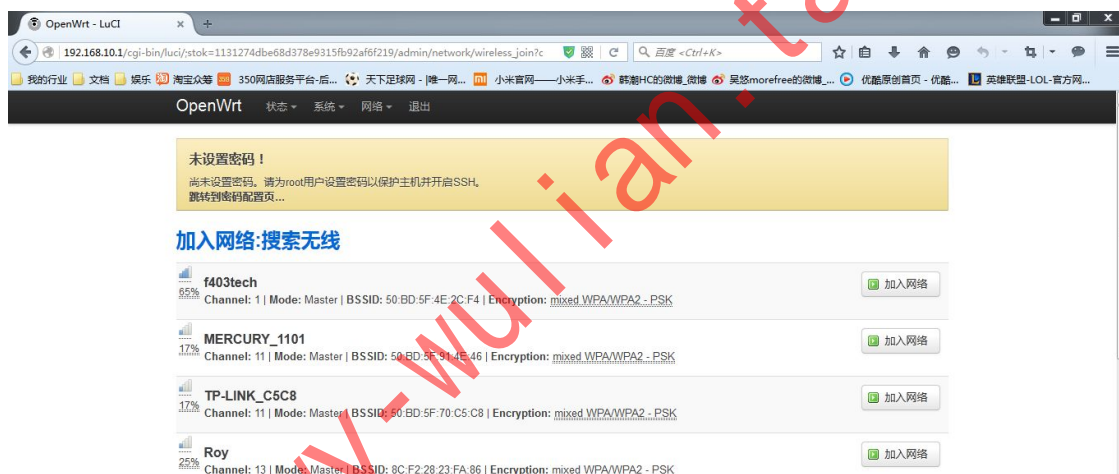 OpenWrt - LuCI
192.168.10.1/cgi-bin/luci/;stok=1131274dbe68d378e9315fb92af6f219/admin/network/wireless_join?c
百度 <Ctrl+K>
我的行业 文档 娱乐 淘宝众筹 350网店服务平台-后... 天下足球网 - |唯一网... 小米官网——小米手... 韩潮HC的微博_微博 吴悠morefree的微博_... 优酷原创首页 - 优酷... 英雄联盟-LOL-官方网...
OpenWrt 状态 系统 网络 退出
未设置密码！
尚未设置密码。请为root用户设置密码以保护主机并开启SSH。
跳转到密码配置页...
加入网络:搜索无线
f403tech
65% Channel: 1 | Mode: Master | BSSID: 50:BD:5F:4E:2C:F4 | Encryption: mixed WPA/WPA2 - PSK
加入网络
MERCURY_1101
17% Channel: 11 | Mode: Master | BSSID: 50:BD:5F:91:4E:46 | Encryption: mixed WPA/WPA2 - PSK
加入网络
TP-LINK_C5C8
17% Channel: 11 | Mode: Master | BSSID: 50:BD:5F:70:C5:C8 | Encryption: mixed WPA/WPA2 - PSK
加入网络
Roy
25% Channel: 13 | Mode: Master | BSSID: 8C:F2:28:23:FA:86 | Encryption: mixed WPA/WPA2 - PSK
加入网络
y-wulian.ta